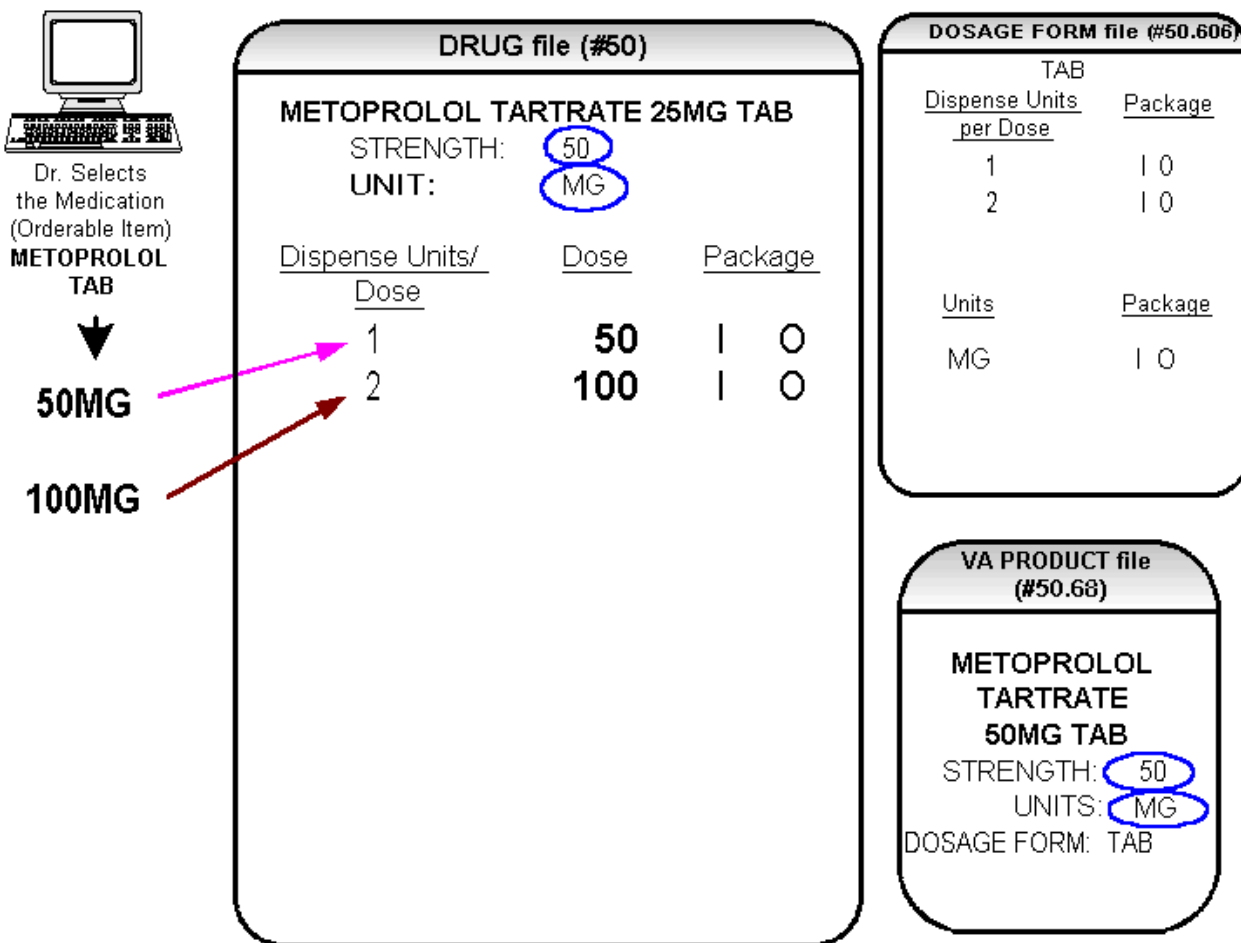 Dr. Selects
the Medication
(Orderable Item)
METOPROLOL
TAB
50MG
100MG
DRUG file (#50)
METOPROLOL TARTRATE 25MG TAB
STRENGTH: 50
UNIT: MG
Dispense Units/ Dose Package
Dose
1 50 I O
2 100 I O
DOSAGE FORM file (#50.606)
TAB
Dispense Units Package
per Dose
1 I O
2 I O
Units Package
MG I O
VA PRODUCT file
(#50.68)
METOPROLOL
TARTRATE
50MG TAB
STRENGTH: 50
UNITS: MG
DOSAGE FORM: TAB